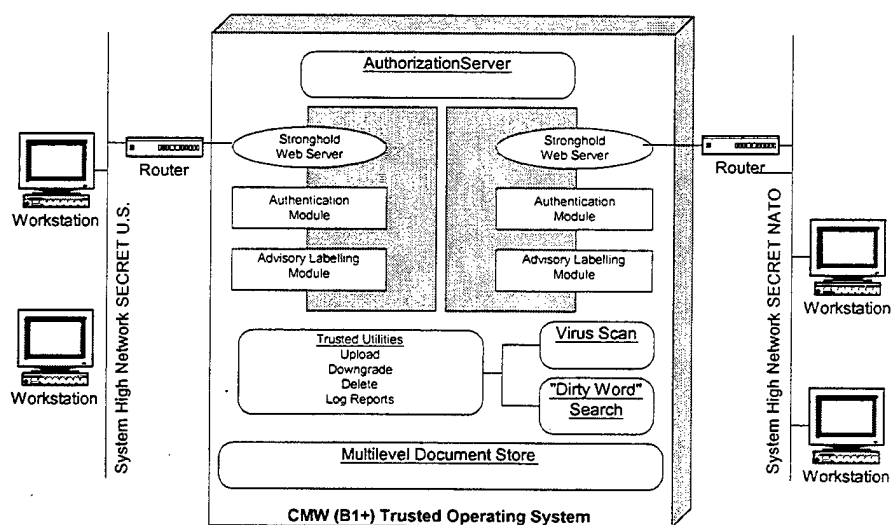 AuthorizationServer
Stronghold
Web Server
Authentication
Module
Advisory Labelling
Module
Stronghold
Web Server
Authentication
Module
Advisory Labelling
Module
Trusted Utilities
Upload
Downgrade
Delete
Log Reports
Virus Scan
"Dirty Word"
Search
Multilevel Document Store
CMW (B1+) Trusted Operating System
Router
Workstation
Workstation
System High Network SECRET U.S.
Router
System High Network SECRET NATO
Workstation
Workstation